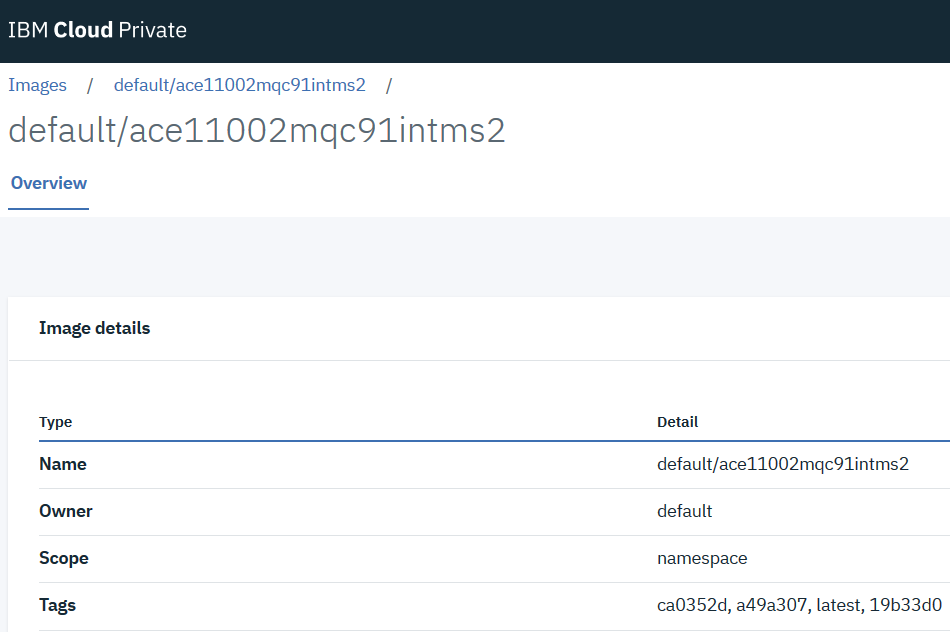 IBM Cloud Private
Images / default/ace11002mqc91intms2 /
default/ace11002mqc91intms2
Overview
Image details
Type Detail
Name default/ace11002mqc91intms2
Owner default
Scope namespace
Tags ca0352d, a49a307, latest, 19b33d0